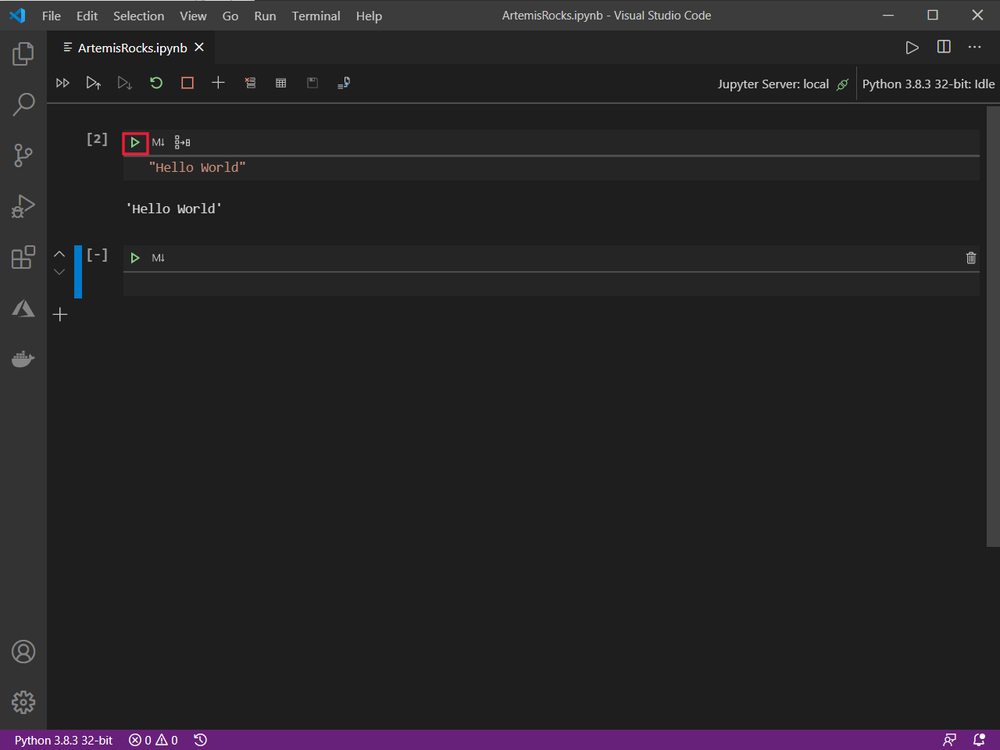 File Edit Selection View Go Run Terminal Help
ArtemisRocks.ipynb - Visual Studio Code
ArtemisRocks.ipynb
Jupyter Server: local
Python 3.8.3 32-bit: Idle
[2]
M↓
"Hello World"
'Hello World'
[-]
M↓
Python 3.8.3 32-bit
0
0